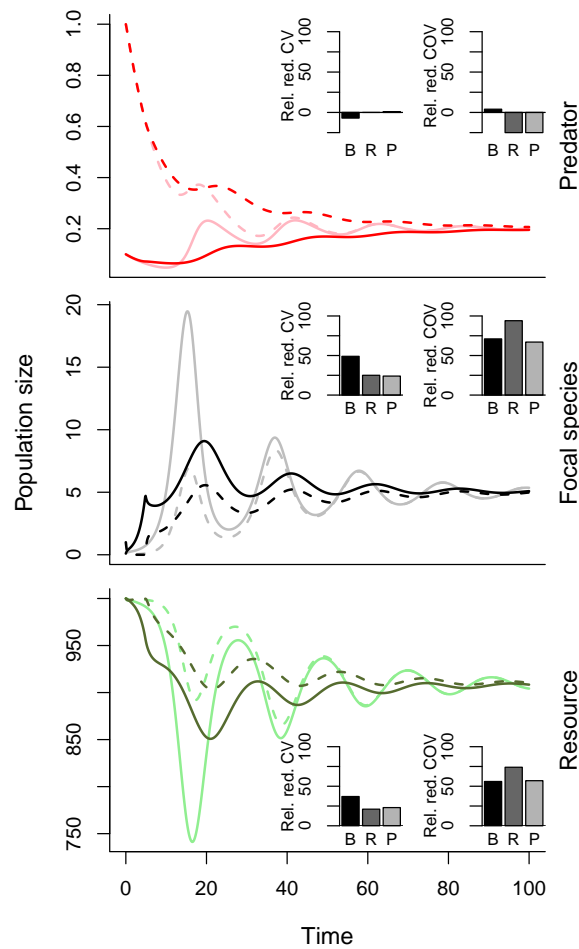 Predator
1.0
0.8
0.6
0.4
0.2
Rel. red. CV
100
50
0
B R P
Rel. red. COV
100
50
0
B R P
Population size
Focal species
20
15
10
5
0
Rel. red. CV
100
50
0
B R P
Rel. red. COV
100
50
0
B R P
Resource
950
850
750
Rel. red. CV
100
50
0
B R P
Rel. red. COV
100
50
0
B R P
0 20 40 60 80 100
Time